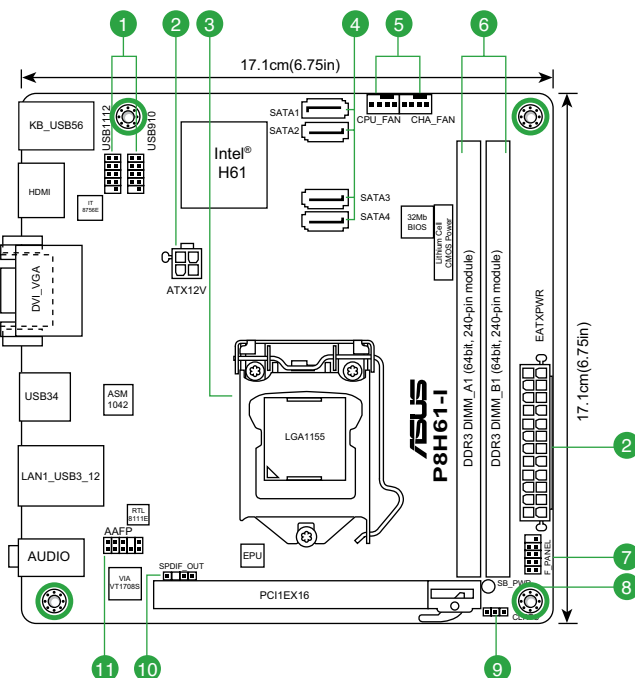 1
2
3
4
5
6
17.1cm(6.75in)
KB_USB56
USB1112
USB910
SATA1
SATA2
CPU_FAN
CHA_FAN
Intel®
H61
HDMI
IT
8756E
SATA3
SATA4
32Mb
BIOS
Lithium Cell
CMOS Power
2
ATX12V
DVI_VGA
DDR3 DIMM_A1 (64bit, 240-pin module)
DDR3 DIMM_B1 (64bit, 240-pin module)
EATXPWR
17.1cm(6.75in)
USB34
ASM
1042
LGA1155
ASUS
P8H61-I
2
LAN1_USB3_12
RTL
8111E
AAFP
AUDIO
VIA
VT1708S
SPDIF_OUT
EPU
F_PANEL
7
SB_PWR
8
PCI1EX16
11
10
9